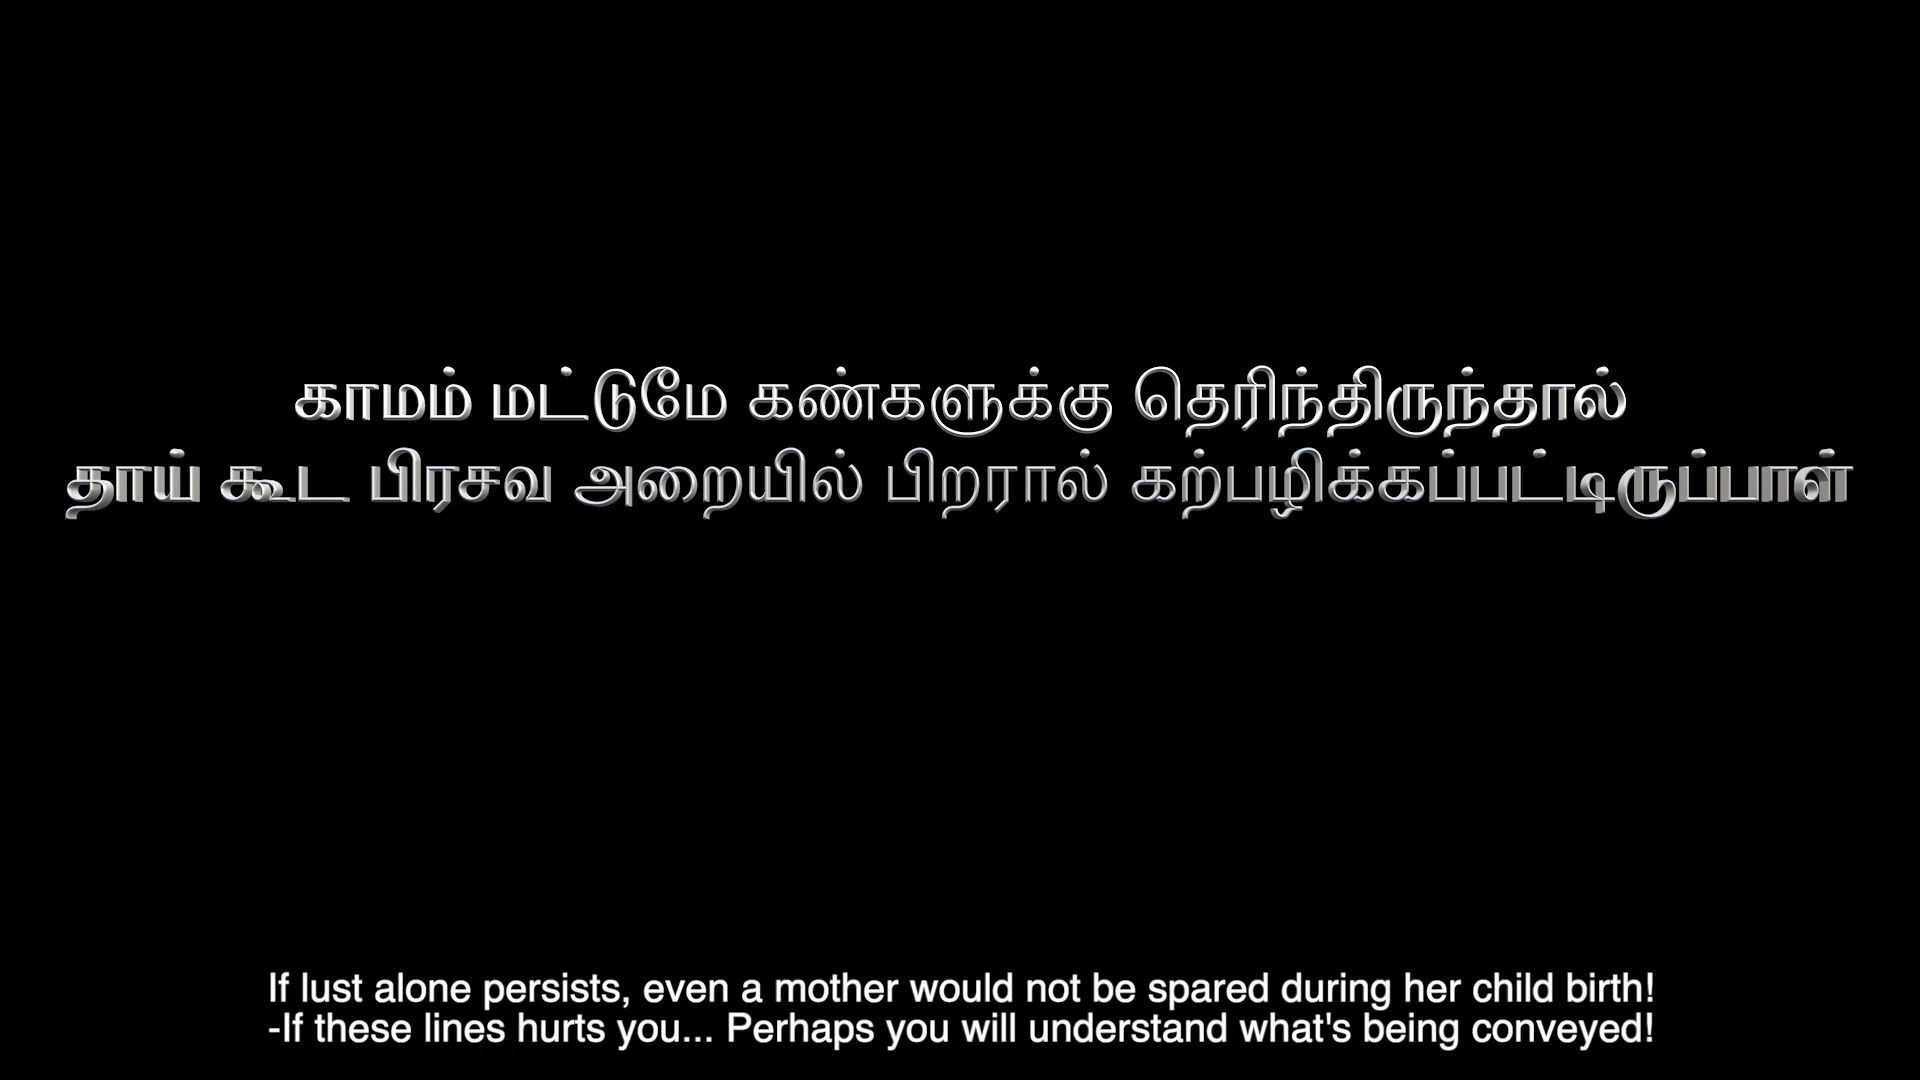 காமம் மட்டுமே கண்களுக்கு தெரிந்திருந்தால்
தாய் கூட பிரசவ அறையில் பிறரால் கற்பழிக்கப்பட்டிருப்பாள்
If lust alone persists, even a mother would not be spared during her child birth!
-If these lines hurts you... Perhaps you will understand what's being conveyed!